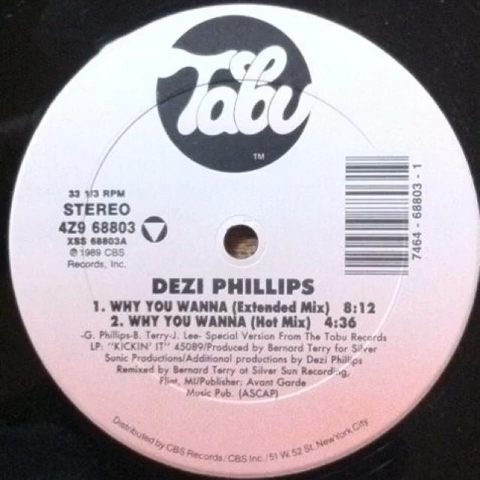 Tabu
TM
33 1/3 RPM
STEREO
4Z9 68803
XSS 68803A
℗ 1989 CBS
Records, Inc.
7464 - 68803 - 1
DEZI PHILLIPS
1. WHY YOU WANNA (Extended Mix) 8:12
2. WHY YOU WANNA (Hot Mix) 4:36
-G. Phillips-B. Terry-J. Lee- Special Version From The Tabu Records
LP: "KICKIN' IT" 45089/Produced by Bernard Terry for Silver
Sunic Productions/Additional productions by Dezi Phillips
Remixed by Bernard Terry at Silver Sun Recording,
Flint, MI/Publisher: Avant Garde
Music Pub. (ASCAP)
Distributed by CBS Records/CBS Inc./51 W. 52 St. New York City